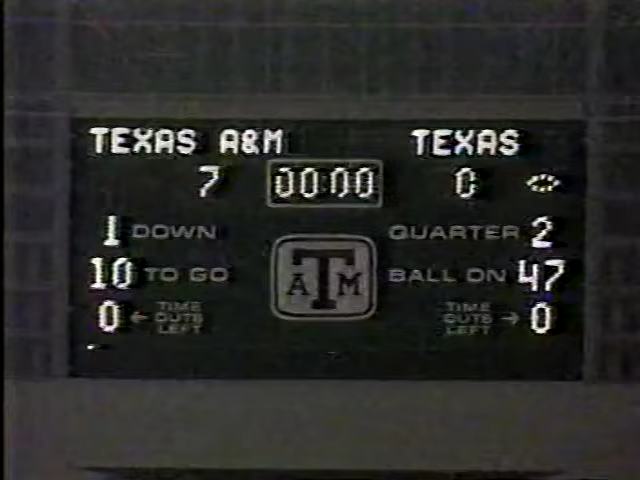 TEXAS A&M TEXAS
7 00:00 0
1 DOWN QUARTER 2
10 TO GO ATM BALL ON 47
0 ← TIME OUTS LEFT TIME OUTS LEFT → 0